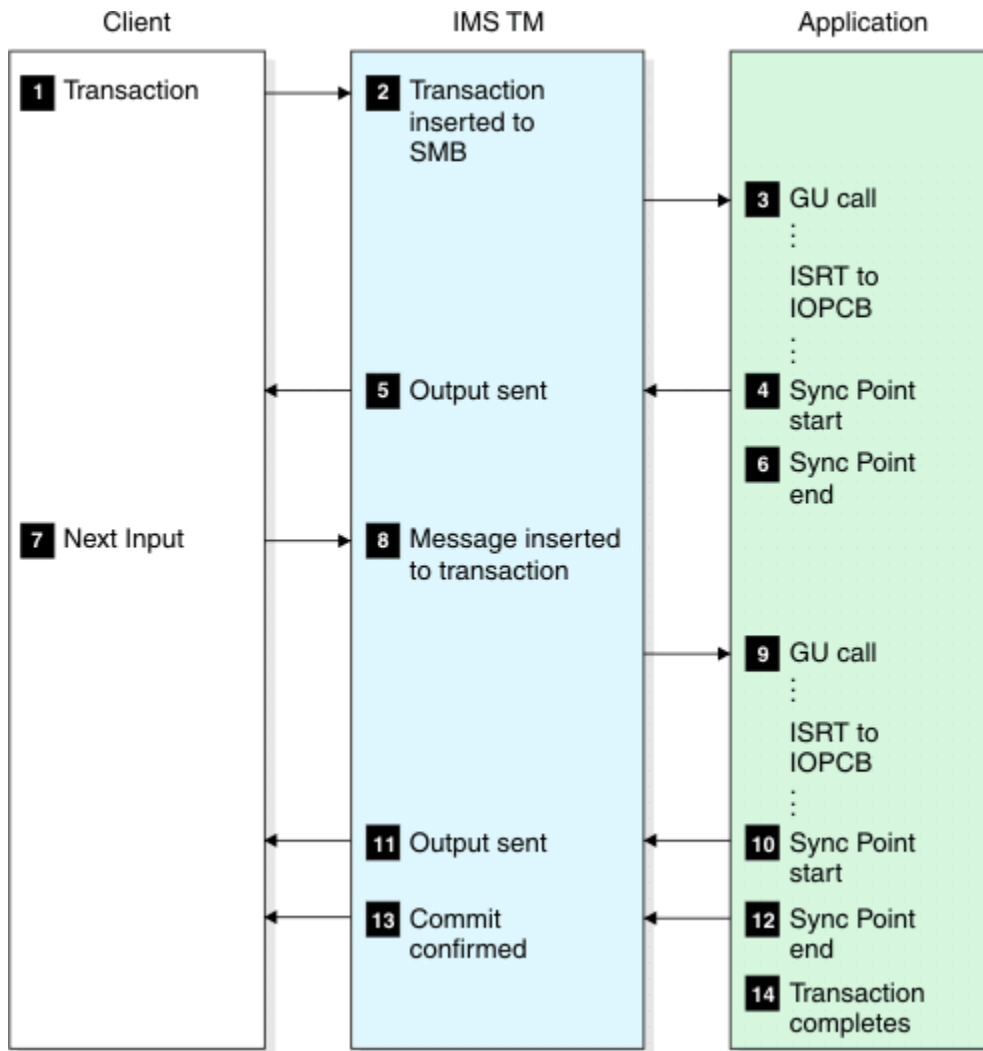 Client
IMS TM
Application
1 Transaction
2 Transaction
inserted to
SMB
3 GU call
ISRT to
IOPCB
4 Sync Point
start
5 Output sent
6 Sync Point
end
7 Next Input
8 Message inserted
to transaction
9 GU call
ISRT to
IOPCB
10 Sync Point
start
11 Output sent
12 Sync Point
end
13 Commit
confirmed
14 Transaction
completes